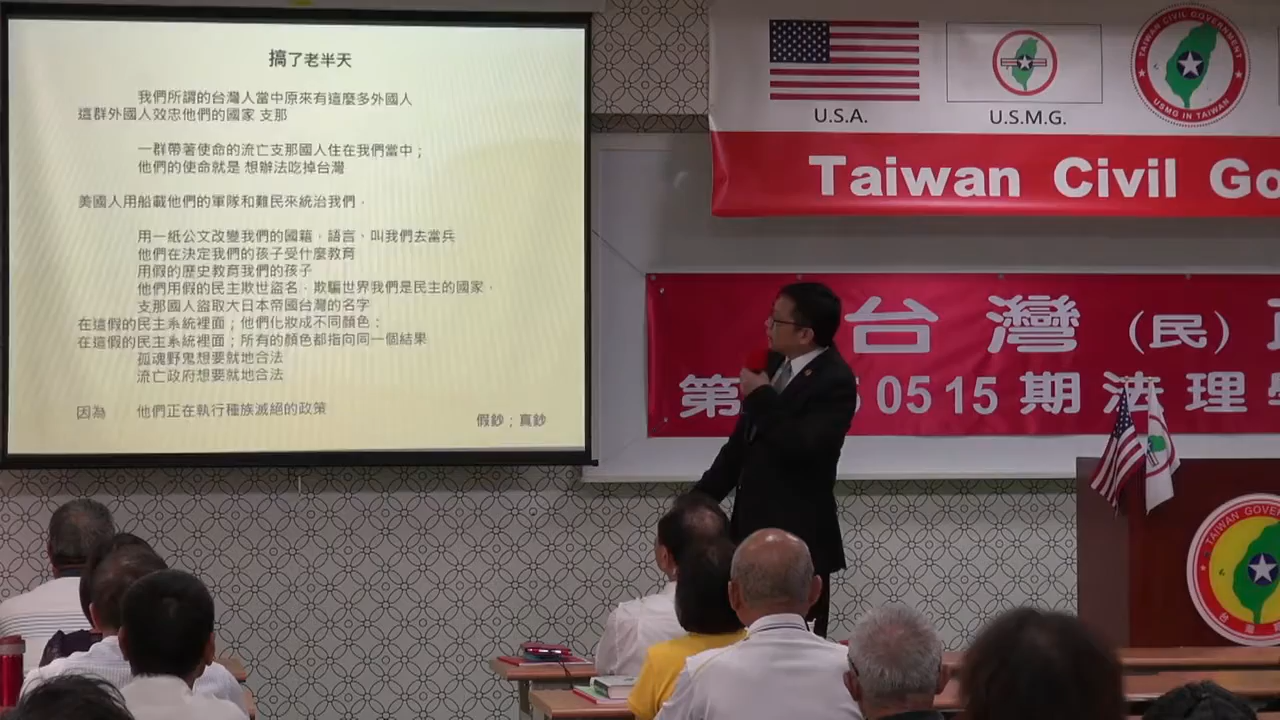 搞了老半天
我們所謂的台灣人當中原來有這麼多外國人
這群外國人效忠他們的國家 支那
一群帶著使命的流亡支那國人住在我們當中；
他們的使命就是 想辦法吃掉台灣
美國人用船載他們的軍隊和難民來統治我們，
用一紙公文改變我們的國籍，語言、叫我們去當兵
他們在決定我們的孩子受什麼教育
用假的歷史教育我們的孩子
他們用假的民主欺世盜名，欺騙世界我們是民主的國家，
支那國人盜取大日本帝國台灣的名字
在這假的民主系統裡面；他們化妝成不同顏色：
在這假的民主系統裡面；所有的顏色都指向同一個結果
孤魂野鬼想要就地合法
流亡政府想要就地合法
因為 他們正在執行種族滅絕的政策
假鈔；真鈔
U.S.A.
U.S.M.G.
TAIWAN CIVIL GOVERNMENT
USMG IN TAIWAN
Taiwan Civil Go
台灣（民）
第 0515期法理
TAIWAN GOVER
台